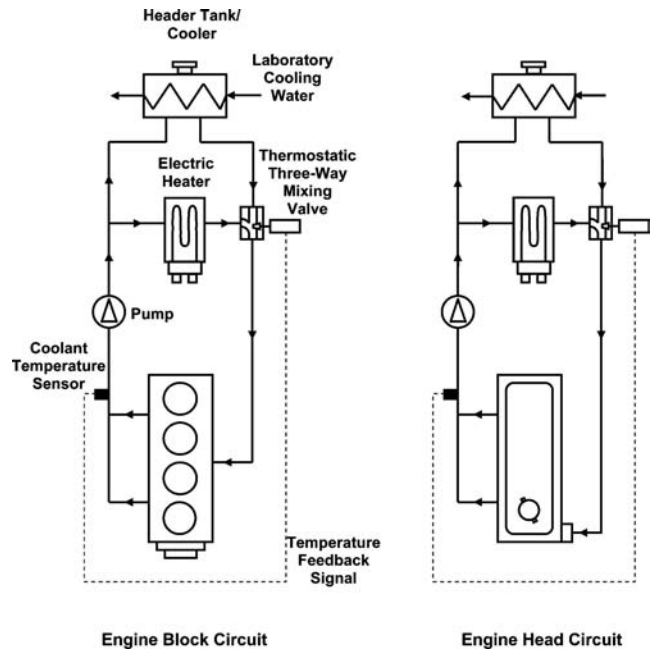 Header Tank/
Cooler
Laboratory
Cooling
Water
Electric
Heater
Thermostatic
Three-Way
Mixing
Valve
Pump
Coolant
Temperature
Sensor
Temperature
Feedback
Signal
Engine Block Circuit
Engine Head Circuit